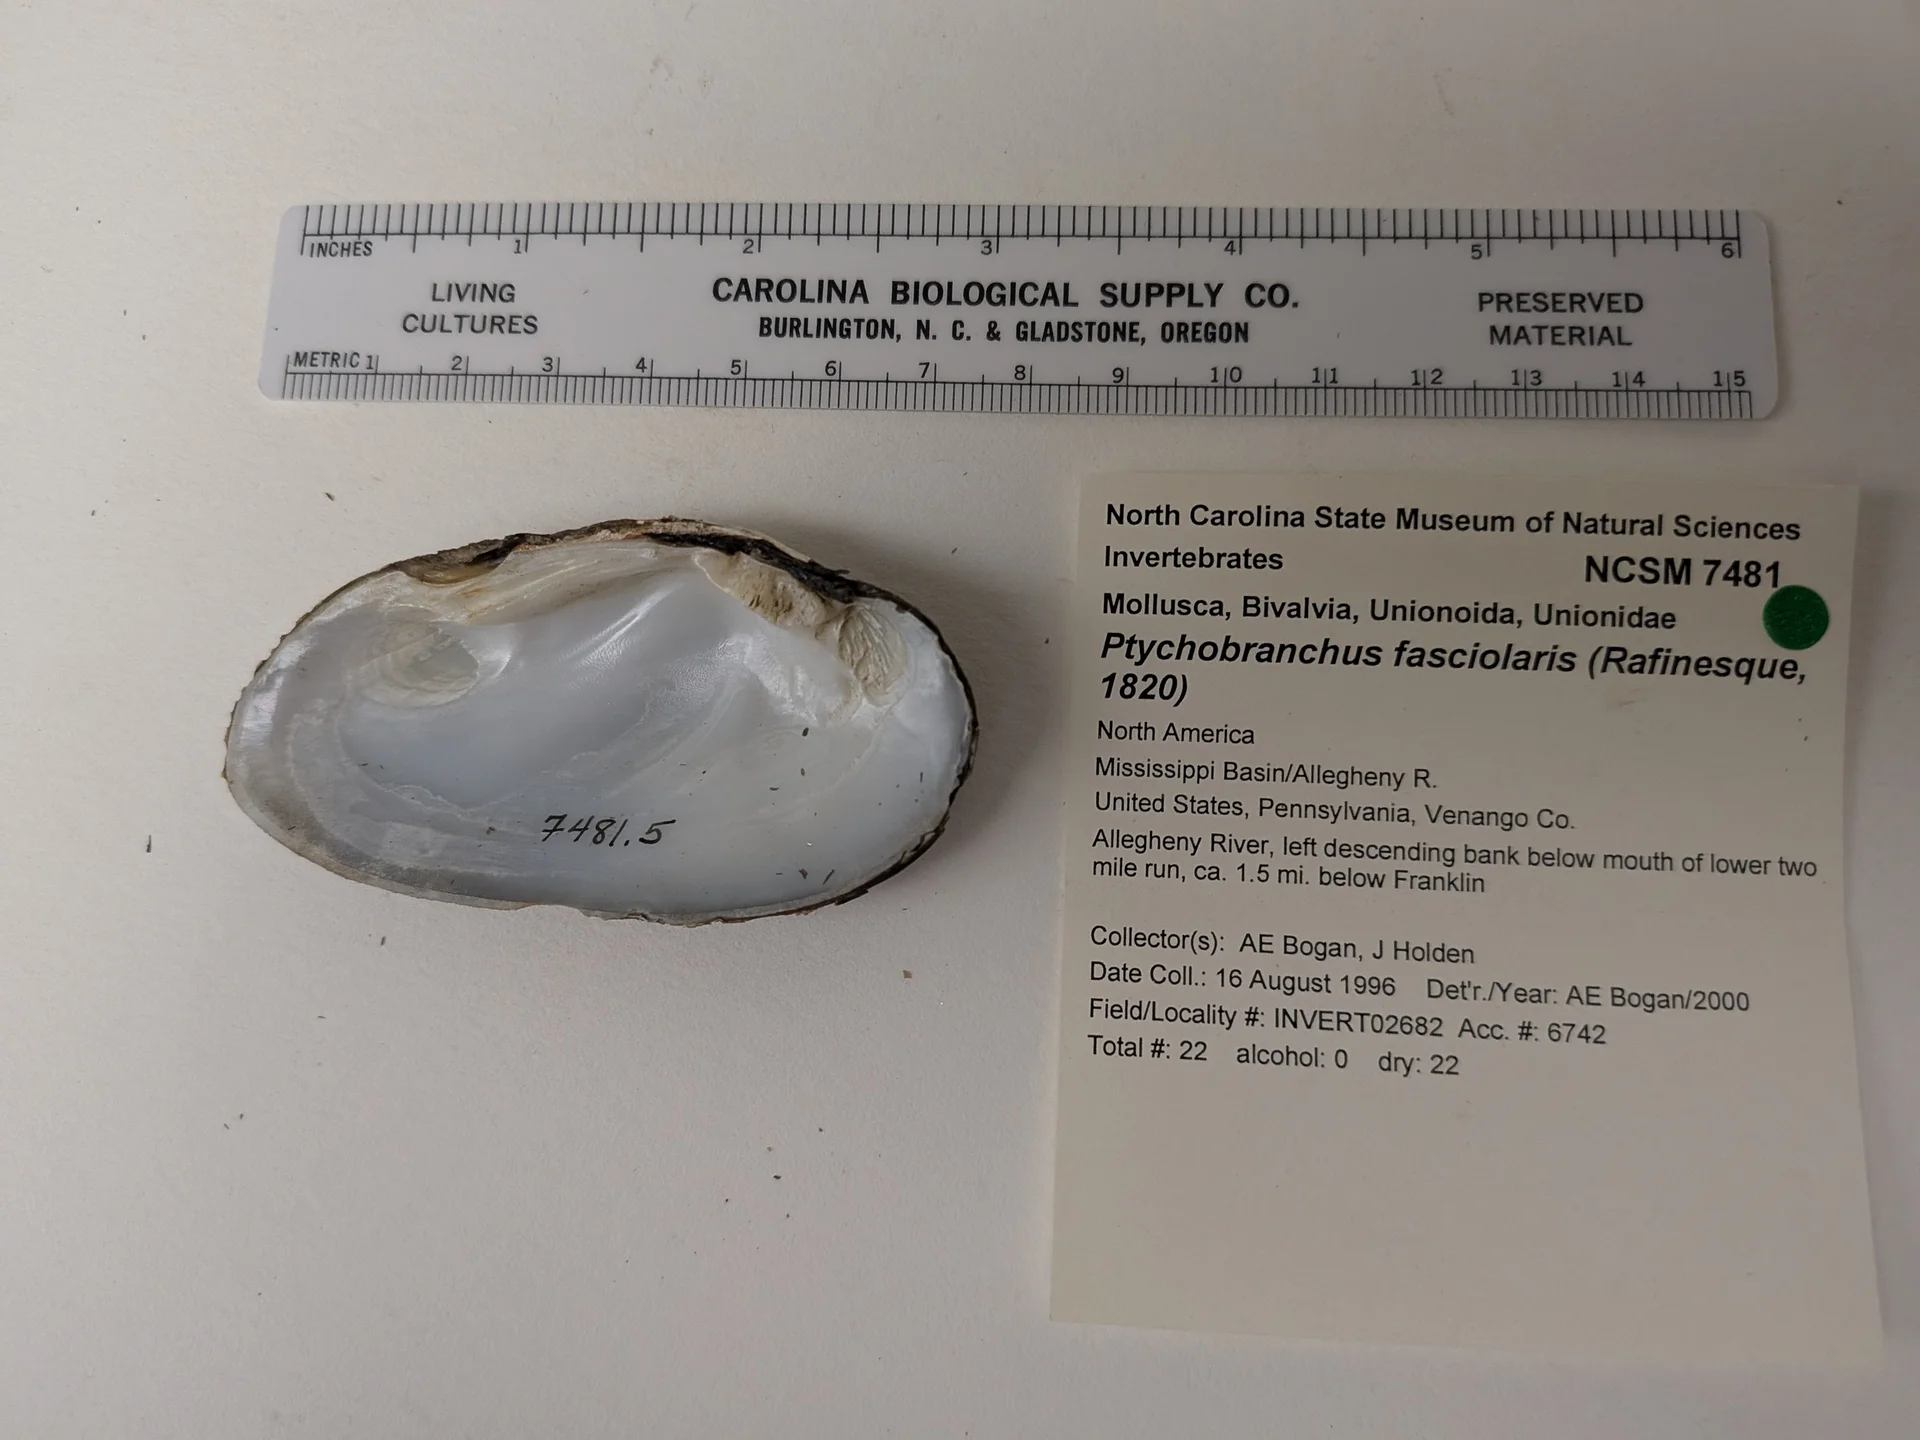 INCHES 1 2 3 4 5 6
LIVING CULTURES
CAROLINA BIOLOGICAL SUPPLY CO.
BURLINGTON, N. C. & GLADSTONE, OREGON
PRESERVED MATERIAL
METRIC 1 2 3 4 5 6 7 8 9 10 11 12 13 14 15
7481.5
North Carolina State Museum of Natural Sciences
Invertebrates NCSM 7481
Mollusca, Bivalvia, Unionoida, Unionidae
Ptychobranchus fasciolaris (Rafinesque,
1820)
North America
Mississippi Basin/Allegheny R.
United States, Pennsylvania, Venango Co.
Allegheny River, left descending bank below mouth of lower two
mile run, ca. 1.5 mi. below Franklin
Collector(s): AE Bogan, J Holden
Date Coll.: 16 August 1996 Det'r./Year: AE Bogan/2000
Field/Locality #: INVERT02682 Acc. #: 6742
Total #: 22 alcohol: 0 dry: 22